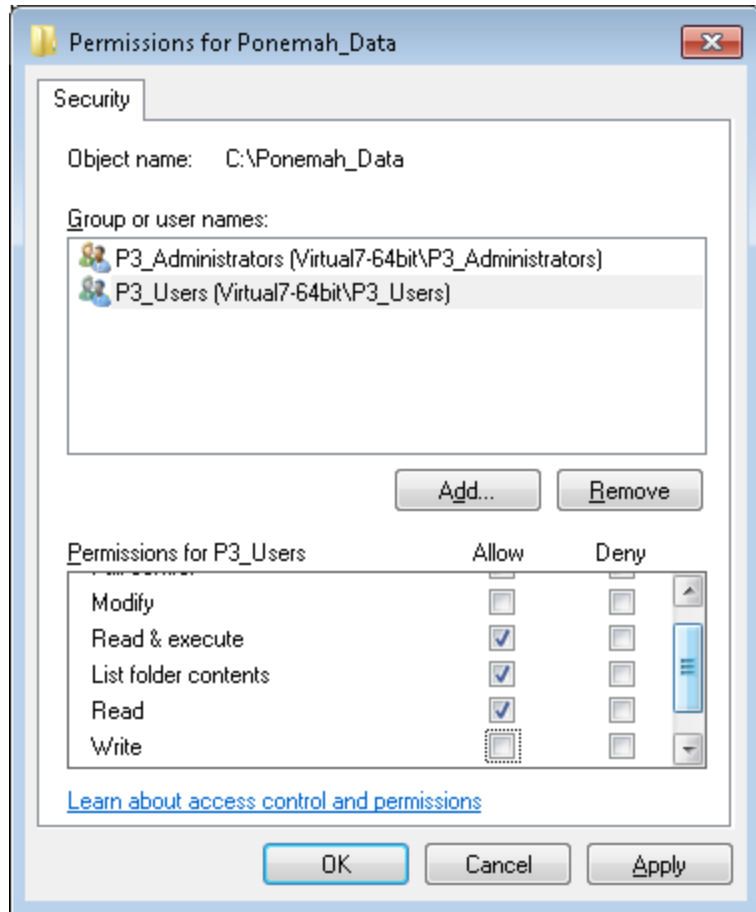 Permissions for Ponemah_Data
Security
Object name: C:\Ponemah_Data
Group or user names:
P3_Administrators (Virtual7-64bit\P3_Administrators)
P3_Users (Virtual7-64bit\P3_Users)
Add... Remove
Permissions for P3_Users Allow Deny
Modify
Read & execute
List folder contents
Read
Write
Learn about access control and permissions
OK Cancel Apply